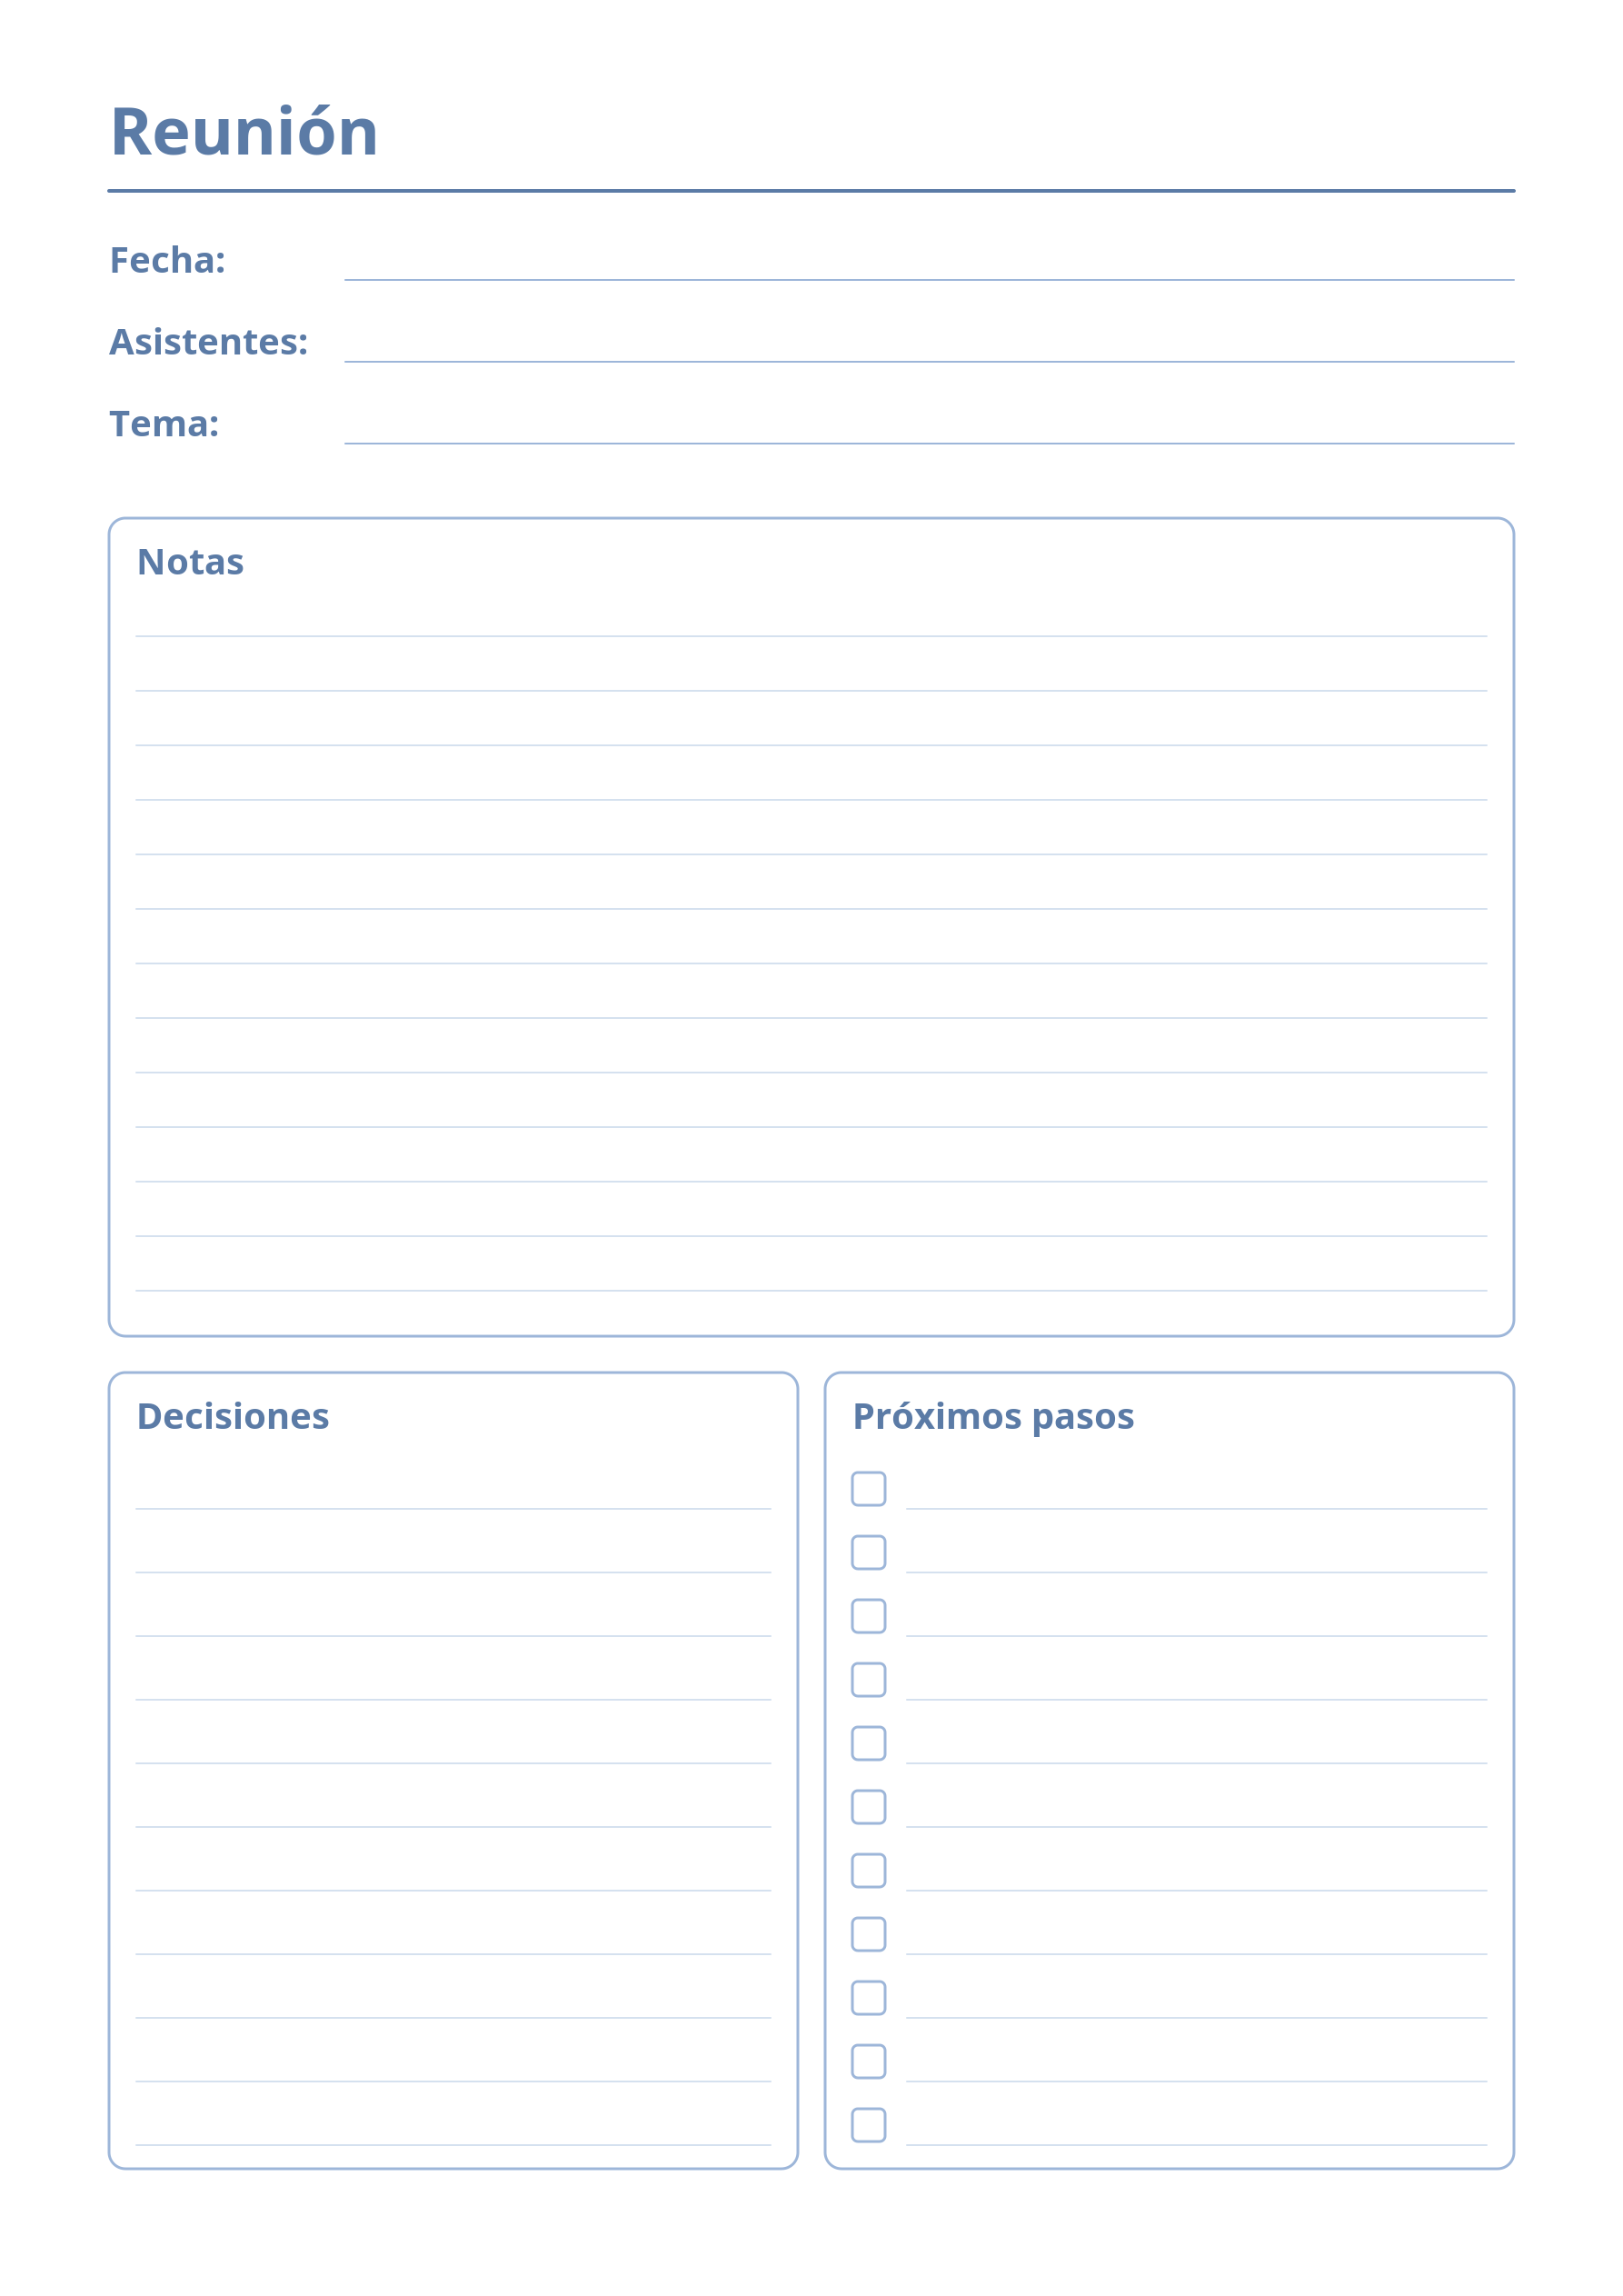 Reunión
Fecha:
Asistentes:
Tema:
Notas
Decisiones
Próximos pasos